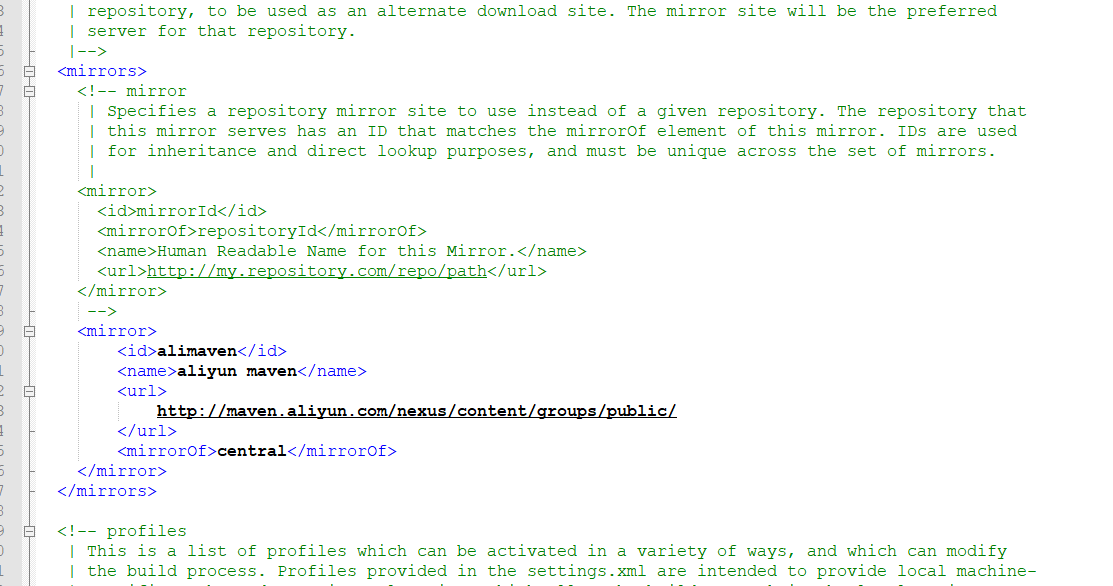 | repository, to be used as an alternate download site. The mirror site will be the preferred
| server for that repository.
|-->
<mirrors>
<!-- mirror
| Specifies a repository mirror site to use instead of a given repository. The repository that
| this mirror serves has an ID that matches the mirrorOf element of this mirror. IDs are used
| for inheritance and direct lookup purposes, and must be unique across the set of mirrors.
|
<mirror>
<id>mirrorId</id>
<mirrorOf>repositoryId</mirrorOf>
<name>Human Readable Name for this Mirror.</name>
<url>http://my.repository.com/repo/path</url>
</mirror>
-->
<mirror>
<id>alimaven</id>
<name>aliyun maven</name>
<url>
http://maven.aliyun.com/nexus/content/groups/public/
</url>
<mirrorOf>central</mirrorOf>
</mirror>
</mirrors>
<!-- profiles
| This is a list of profiles which can be activated in a variety of ways, and which can modify
| the build process. Profiles provided in the settings.xml are intended to provide local machine-